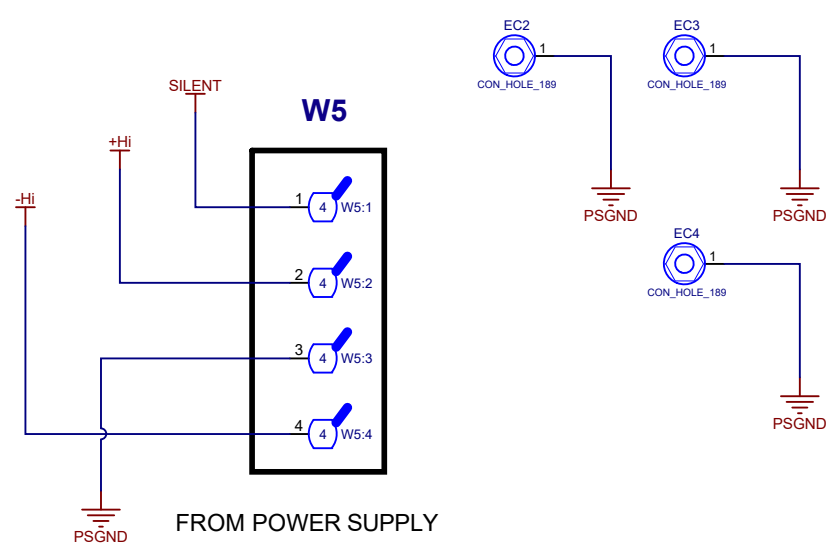 EC2
1
CON_HOLE_189
PSGND
EC3
1
CON_HOLE_189
PSGND
SILENT
W5
+Hi
-Hi
1
4 W5:1
2
4 W5:2
3
4 W5:3
4
4 W5:4
EC4
1
CON_HOLE_189
PSGND
PSGND
FROM POWER SUPPLY